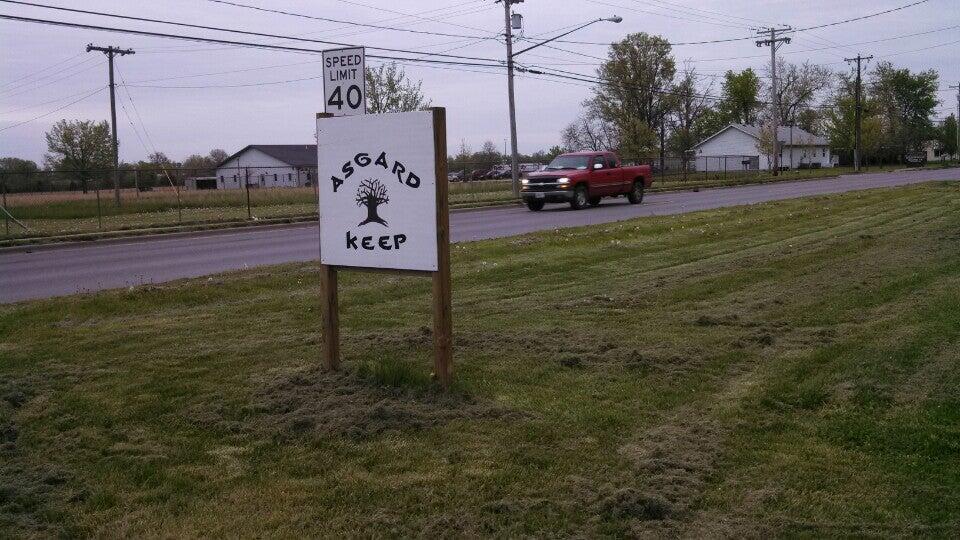 SPEED
LIMIT
40
ASGARD
KEEP